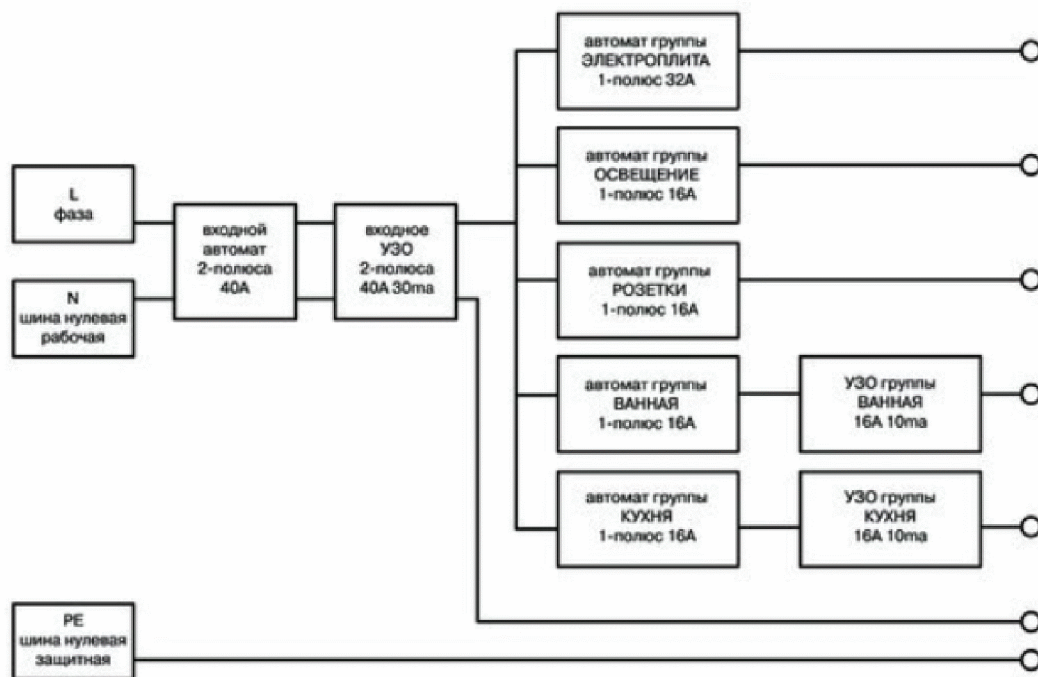 автомат группы
ЭЛЕКТРОПЛИТА
1-полюс 32А
автомат группы
ОСВЕЩЕНИЕ
1-полюс 16А
L
фаза
входной
автомат
2-полюса
40А
входное
УЗО
2-полюса
40А 30ma
N
шина нулевая
рабочая
автомат группы
РОЗЕТКИ
1-полюс 16А
автомат группы
ВАННАЯ
1-полюс 16А
УЗО группы
ВАННАЯ
16А 10ma
автомат группы
КУХНЯ
1-полюс 16А
УЗО группы
КУХНЯ
16А 10ma
PE
шина нулевая
защитная